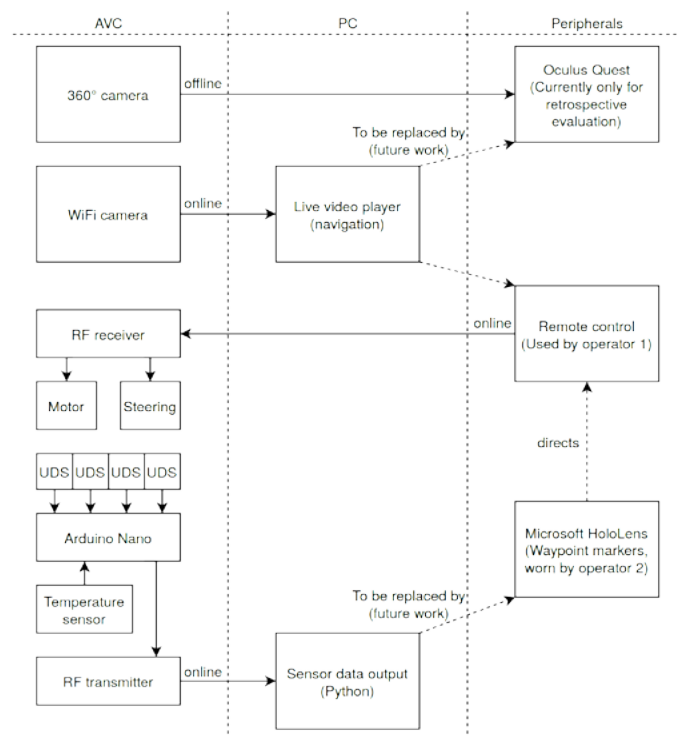 AVC
PC
Peripherals
360° camera
offline
Oculus Quest
(Currently only for
retrospective
evaluation)
To be replaced by
(future work)
WiFi camera
online
Live video player
(navigation)
RF receiver
online
Remote control
(Used by operator 1)
Motor
Steering
directs
UDS
UDS
UDS
UDS
Arduino Nano
Microsoft HoloLens
(Waypoint markers,
worn by operator 2)
Temperature
sensor
To be replaced by
(future work)
RF transmitter
online
Sensor data output
(Python)